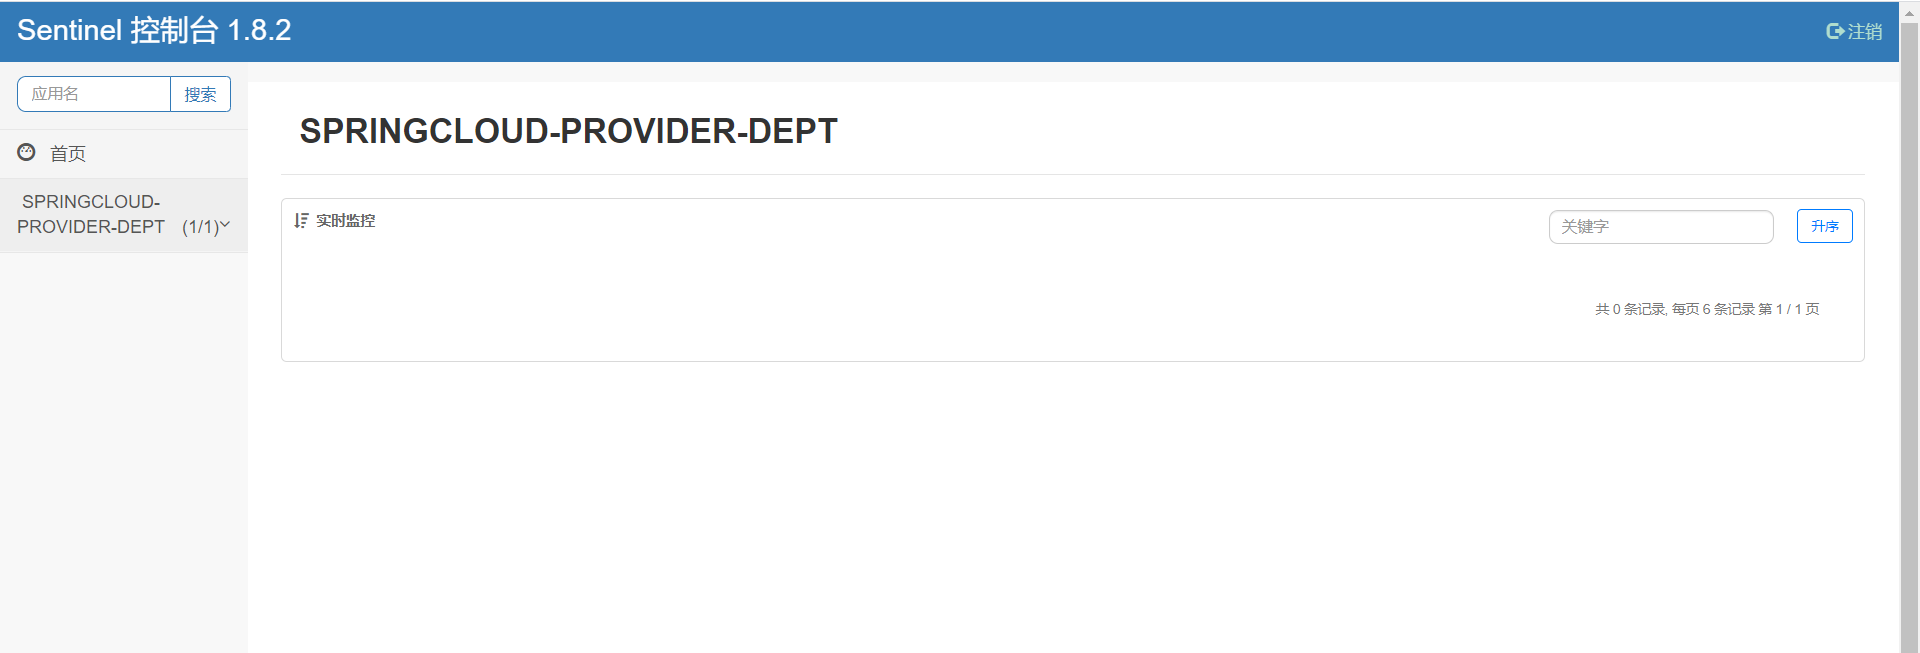 Sentinel 控制台 1.8.2
注销
应用名
搜索
首页
SPRINGCLOUD-
PROVIDER-DEPT (1/1)
SPRINGCLOUD-PROVIDER-DEPT
实时监控
关键字
升序
共 0 条记录, 每页 6 条记录 第 1 / 1 页